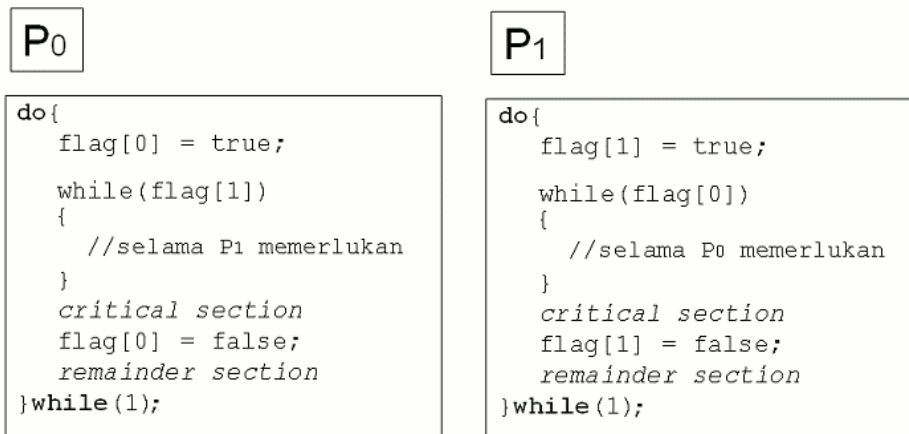 P0
do{
flag[0] = true;
while(flag[1])
{
//selama P1 memerlukan
}
critical section
flag[0] = false;
remainder section
}while(1);
P1
do{
flag[1] = true;
while(flag[0])
{
//selama P0 memerlukan
}
critical section
flag[1] = false;
remainder section
}while(1);